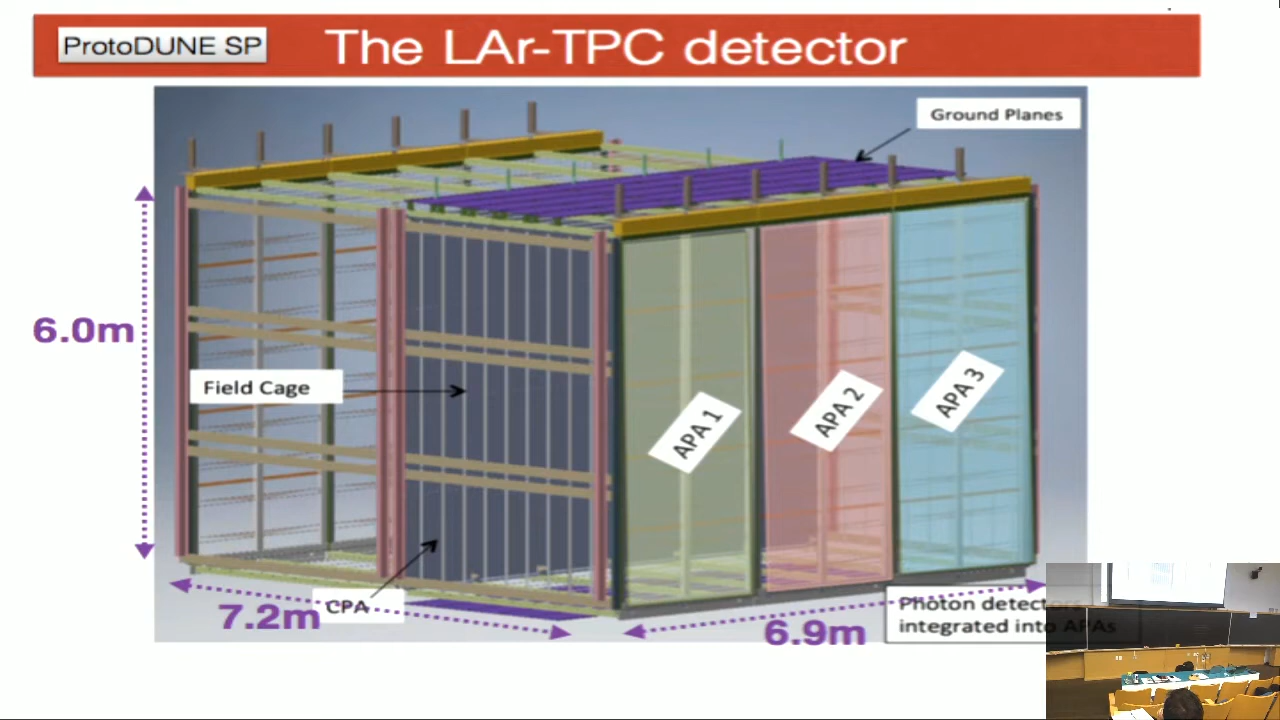 ProtoDUNE SP
The LAr-TPC detector
Ground Planes
6.0m
Field Cage
APA 1
APA 2
APA 3
CPA
7.2m
6.9m
Photon detectors
integrated into APAs